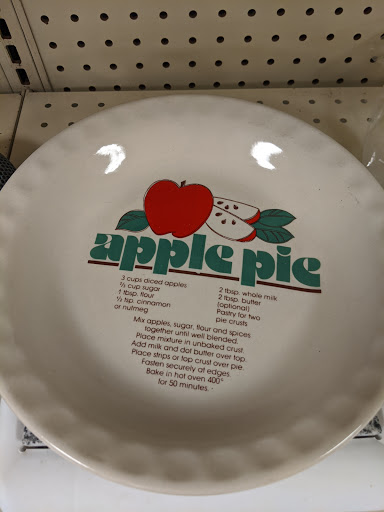 apple pie
3 cups diced apples
⅔ cup sugar
1 tbsp. flour
½ tsp. cinnamon
or nutmeg
2 tbsp. whole milk
2 tbsp. butter
(optional)
Pastry for two
pie crusts
Mix apples, sugar, flour and spices
together until well blended.
Place mixture in unbaked crust.
Add milk and dot butter over top.
Place strips or top crust over pie.
Fasten securely at edges.
Bake in hot oven 400°
for 50 minutes.